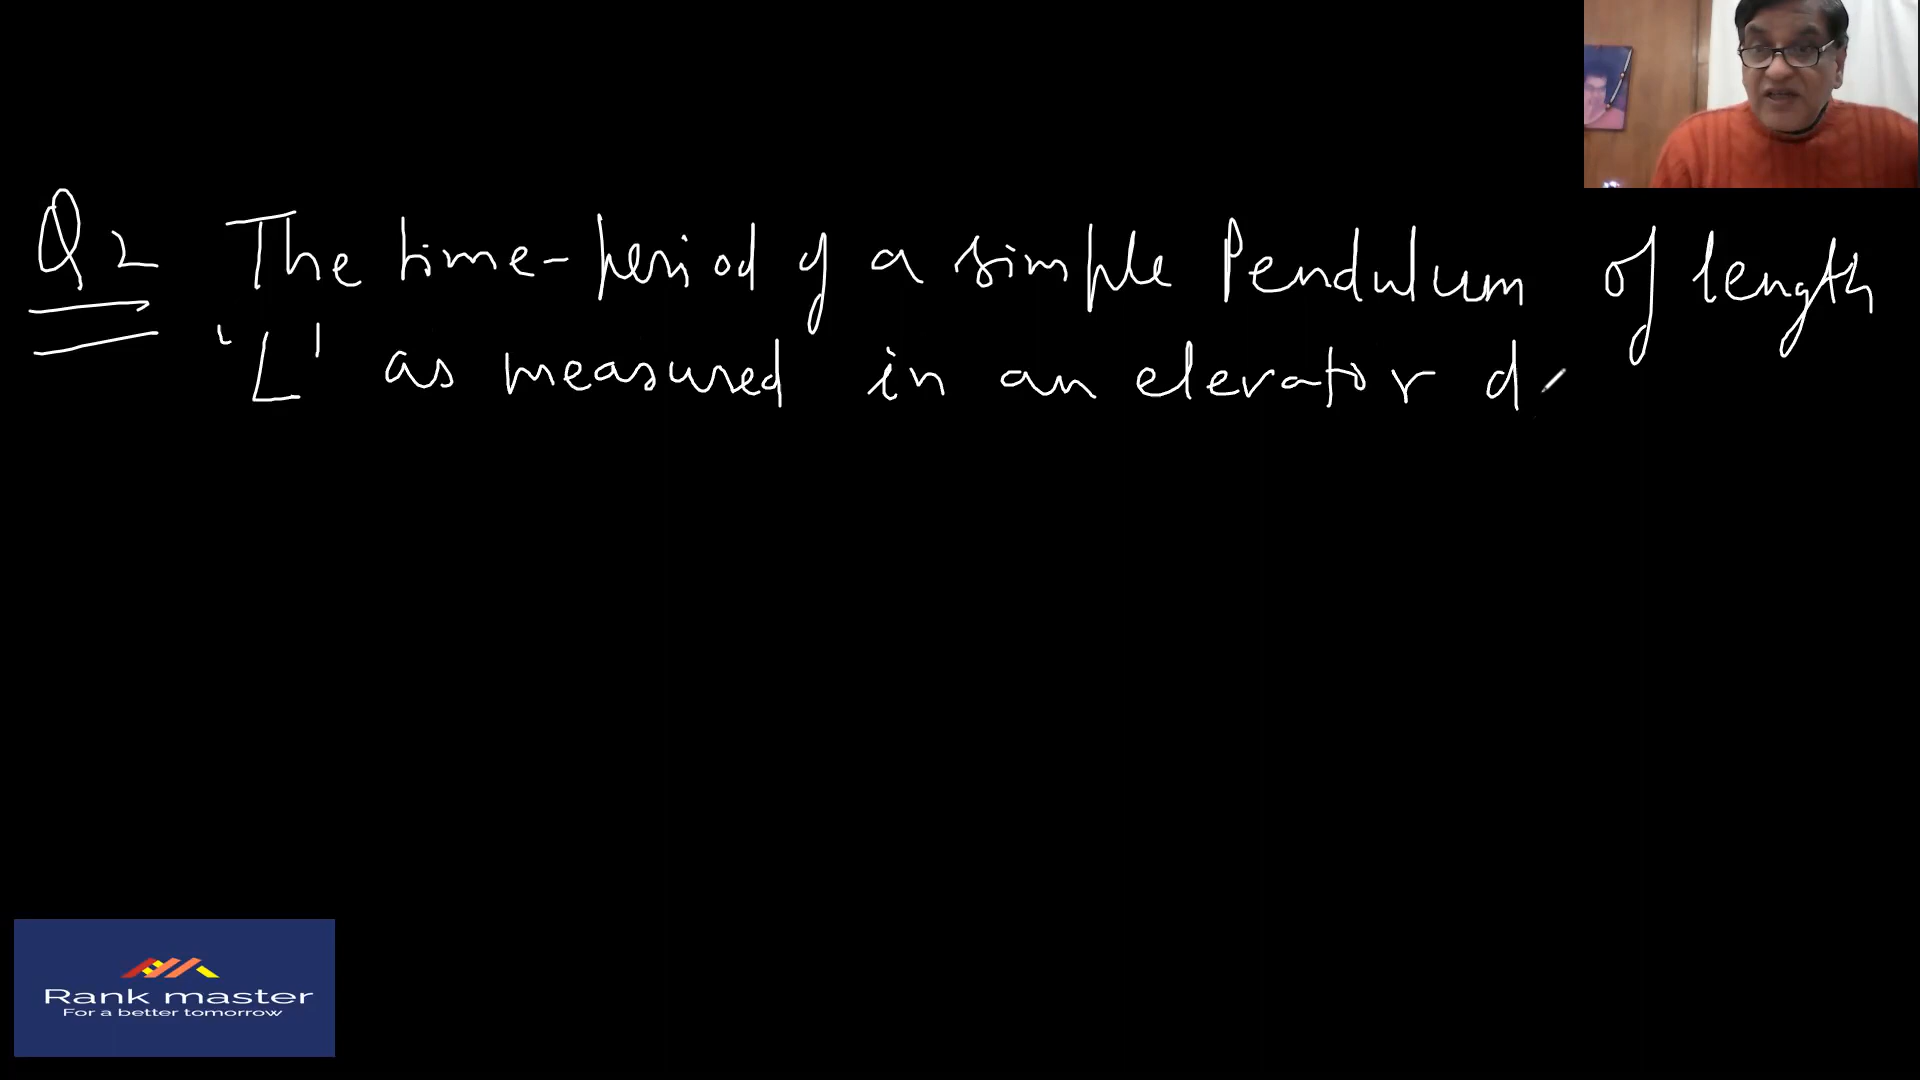 Q2 The time-period of a simple Pendulum of length
'L' as measured in an elevator d
Rank master
For a better tomorrow